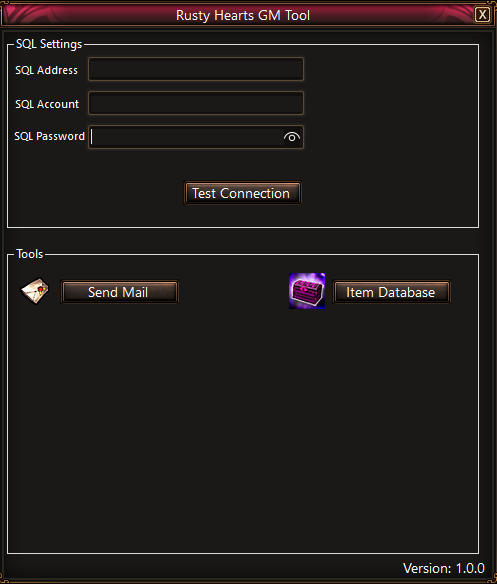 Rusty Hearts GM Tool
X
SQL Settings
SQL Address
SQL Account
SQL Password
Test Connection
Tools
Send Mail
Item Database
Version: 1.0.0